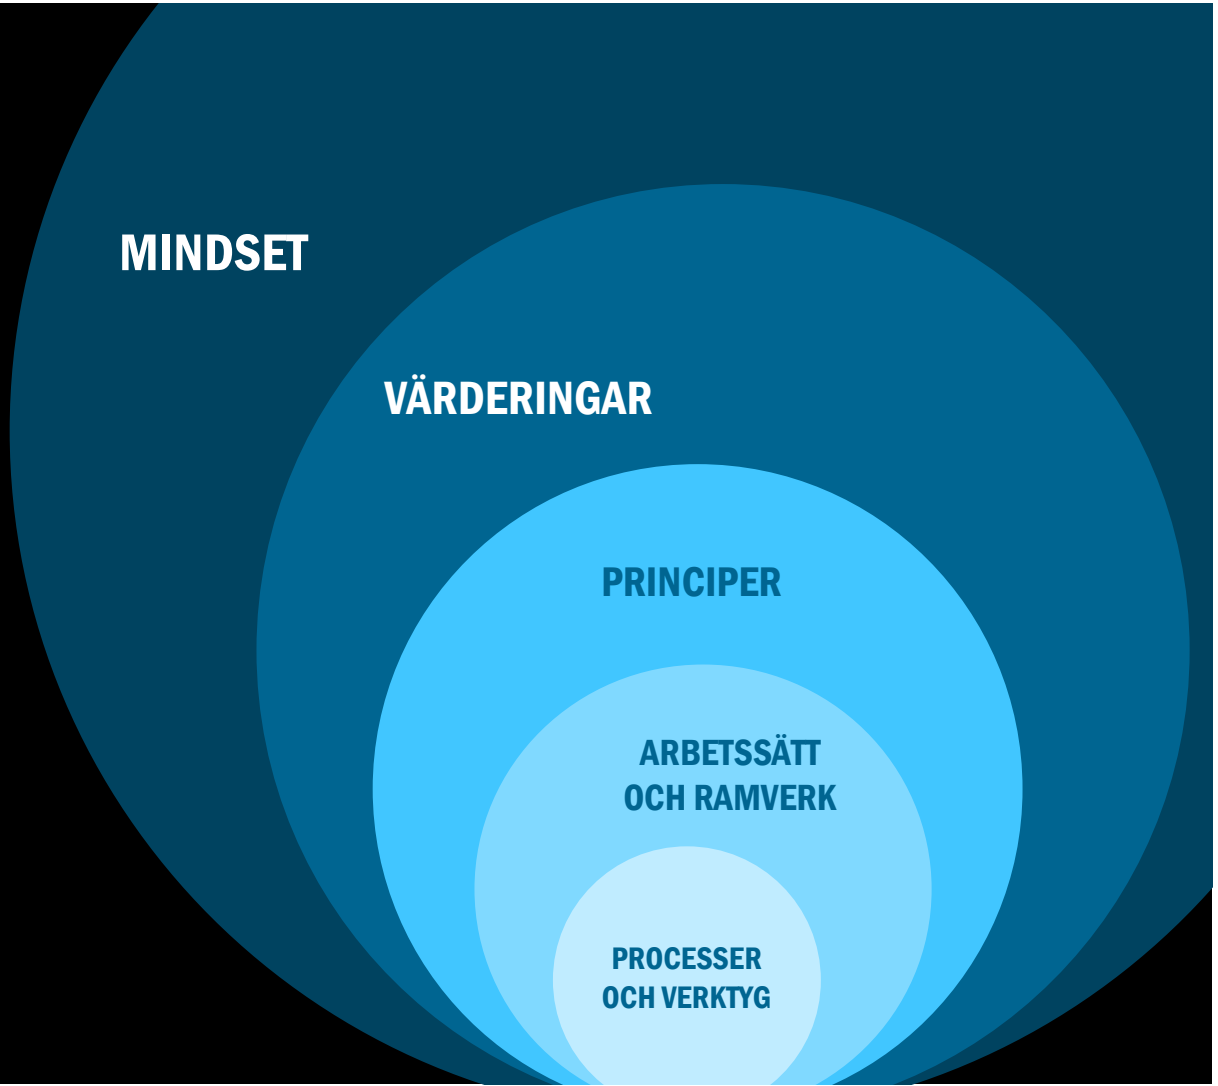 MINDSET
VÄRDERINGAR
PRINCIPER
ARBETSSÄTT
OCH RAMVERK
PROCESSER
OCH VERKTYG